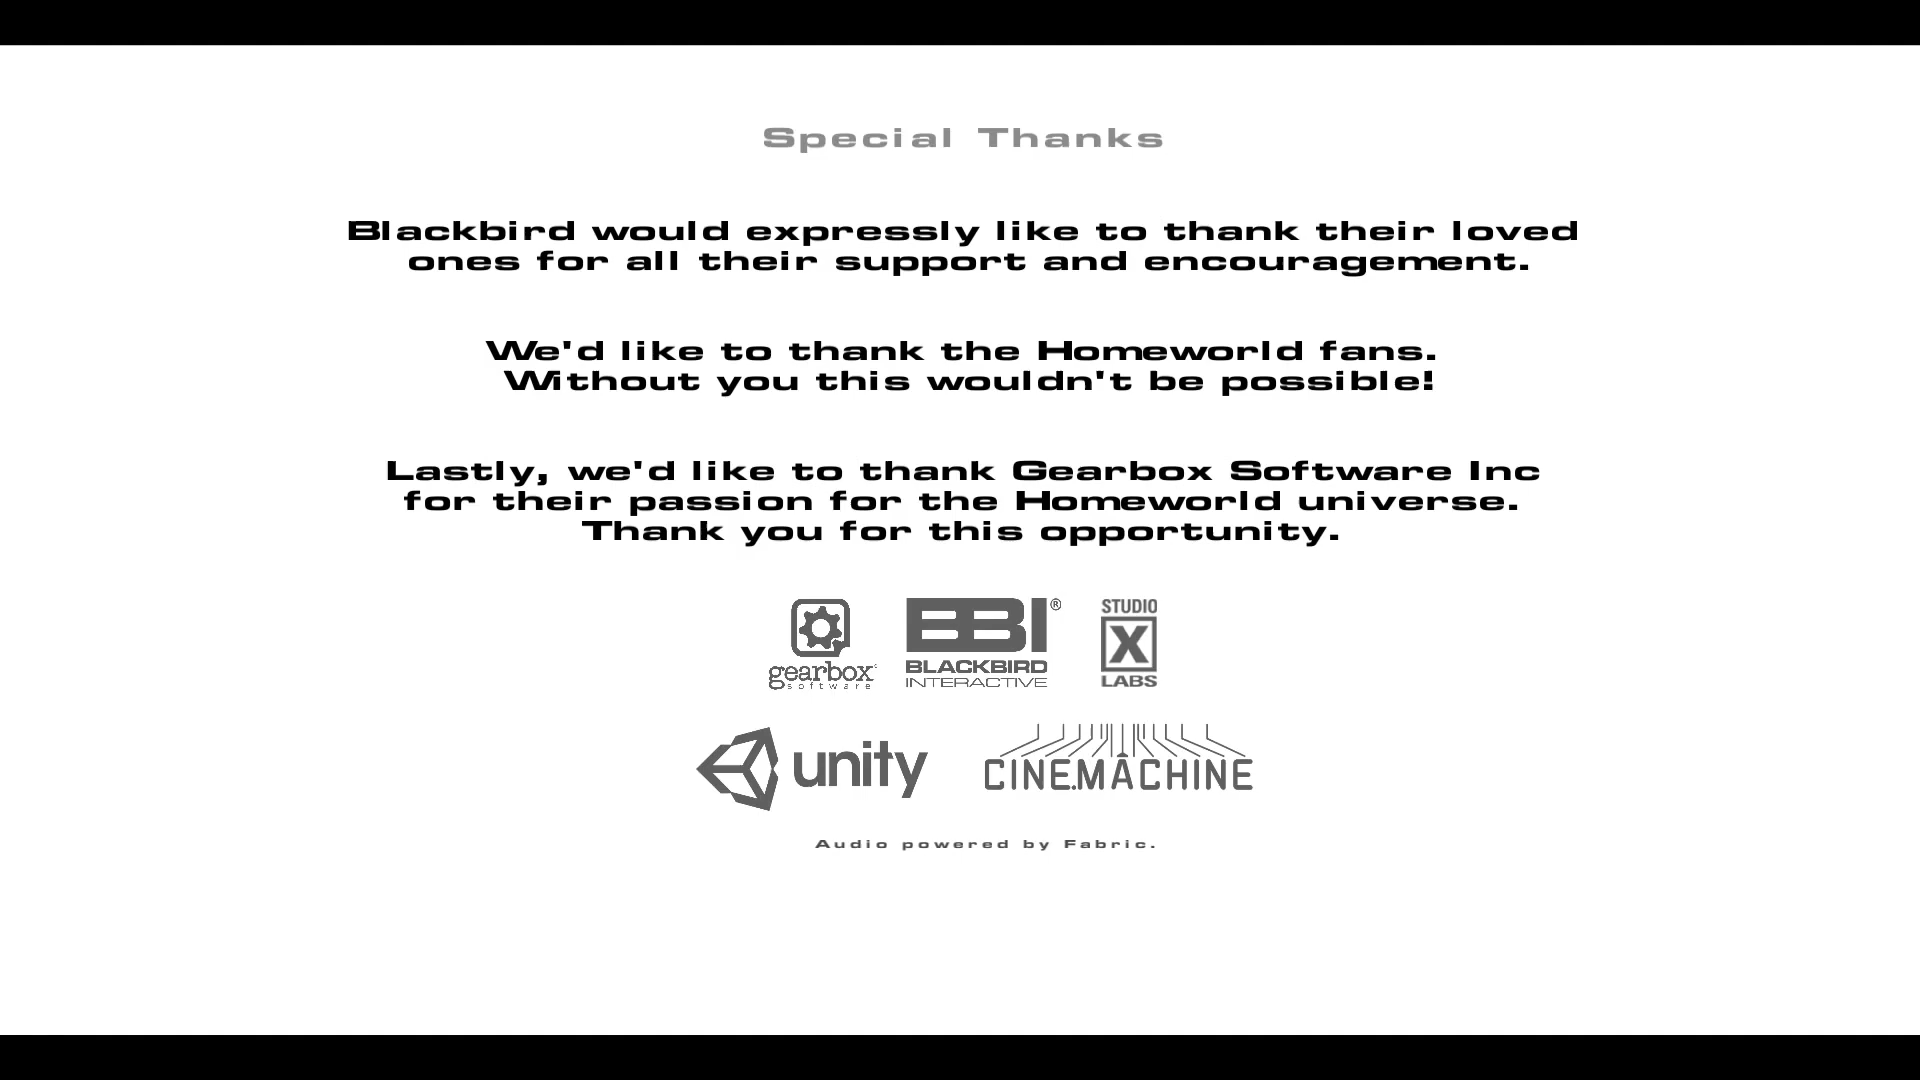 Special Thanks
Blackbird would expressly like to thank their loved
ones for all their support and encouragement.
We'd like to thank the Homeworld fans.
Without you this wouldn't be possible!
Lastly, we'd like to thank Gearbox Software Inc
for their passion for the Homeworld universe.
Thank you for this opportunity.
gearbox
software
BBI®
BLACKBIRD
INTERACTIVE
STUDIO
X
LABS
unity
CINEMACHINE
Audio powered by Fabric.